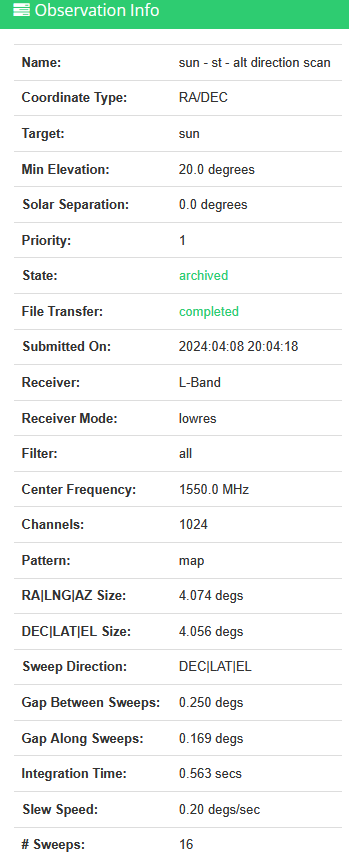 Observation Info
Name: sun - st - alt direction scan
Coordinate Type: RA/DEC
Target: sun
Min Elevation: 20.0 degrees
Solar Separation: 0.0 degrees
Priority: 1
State: archived
File Transfer: completed
Submitted On: 2024:04:08 20:04:18
Receiver: L-Band
Receiver Mode: lowres
Filter: all
Center Frequency: 1550.0 MHz
Channels: 1024
Pattern: map
RA|LNG|AZ Size: 4.074 degs
DEC|LAT|EL Size: 4.056 degs
Sweep Direction: DEC|LAT|EL
Gap Between Sweeps: 0.250 degs
Gap Along Sweeps: 0.169 degs
Integration Time: 0.563 secs
Slew Speed: 0.20 degs/sec
# Sweeps: 16